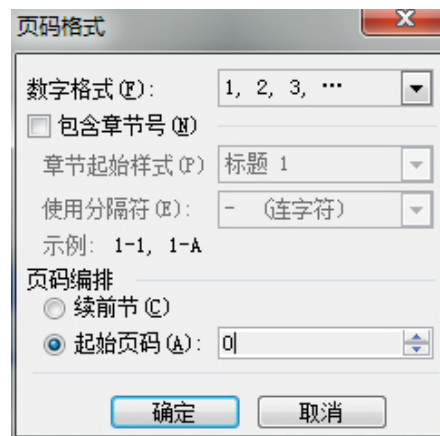 页码格式
数字格式(F): 1, 2, 3, …
包含章节号(N)
章节起始样式(P) 标题 1
使用分隔符(E): - (连字符)
示例: 1-1, 1-A
页码编排
续前节(C)
起始页码(A): 0
确定 取消